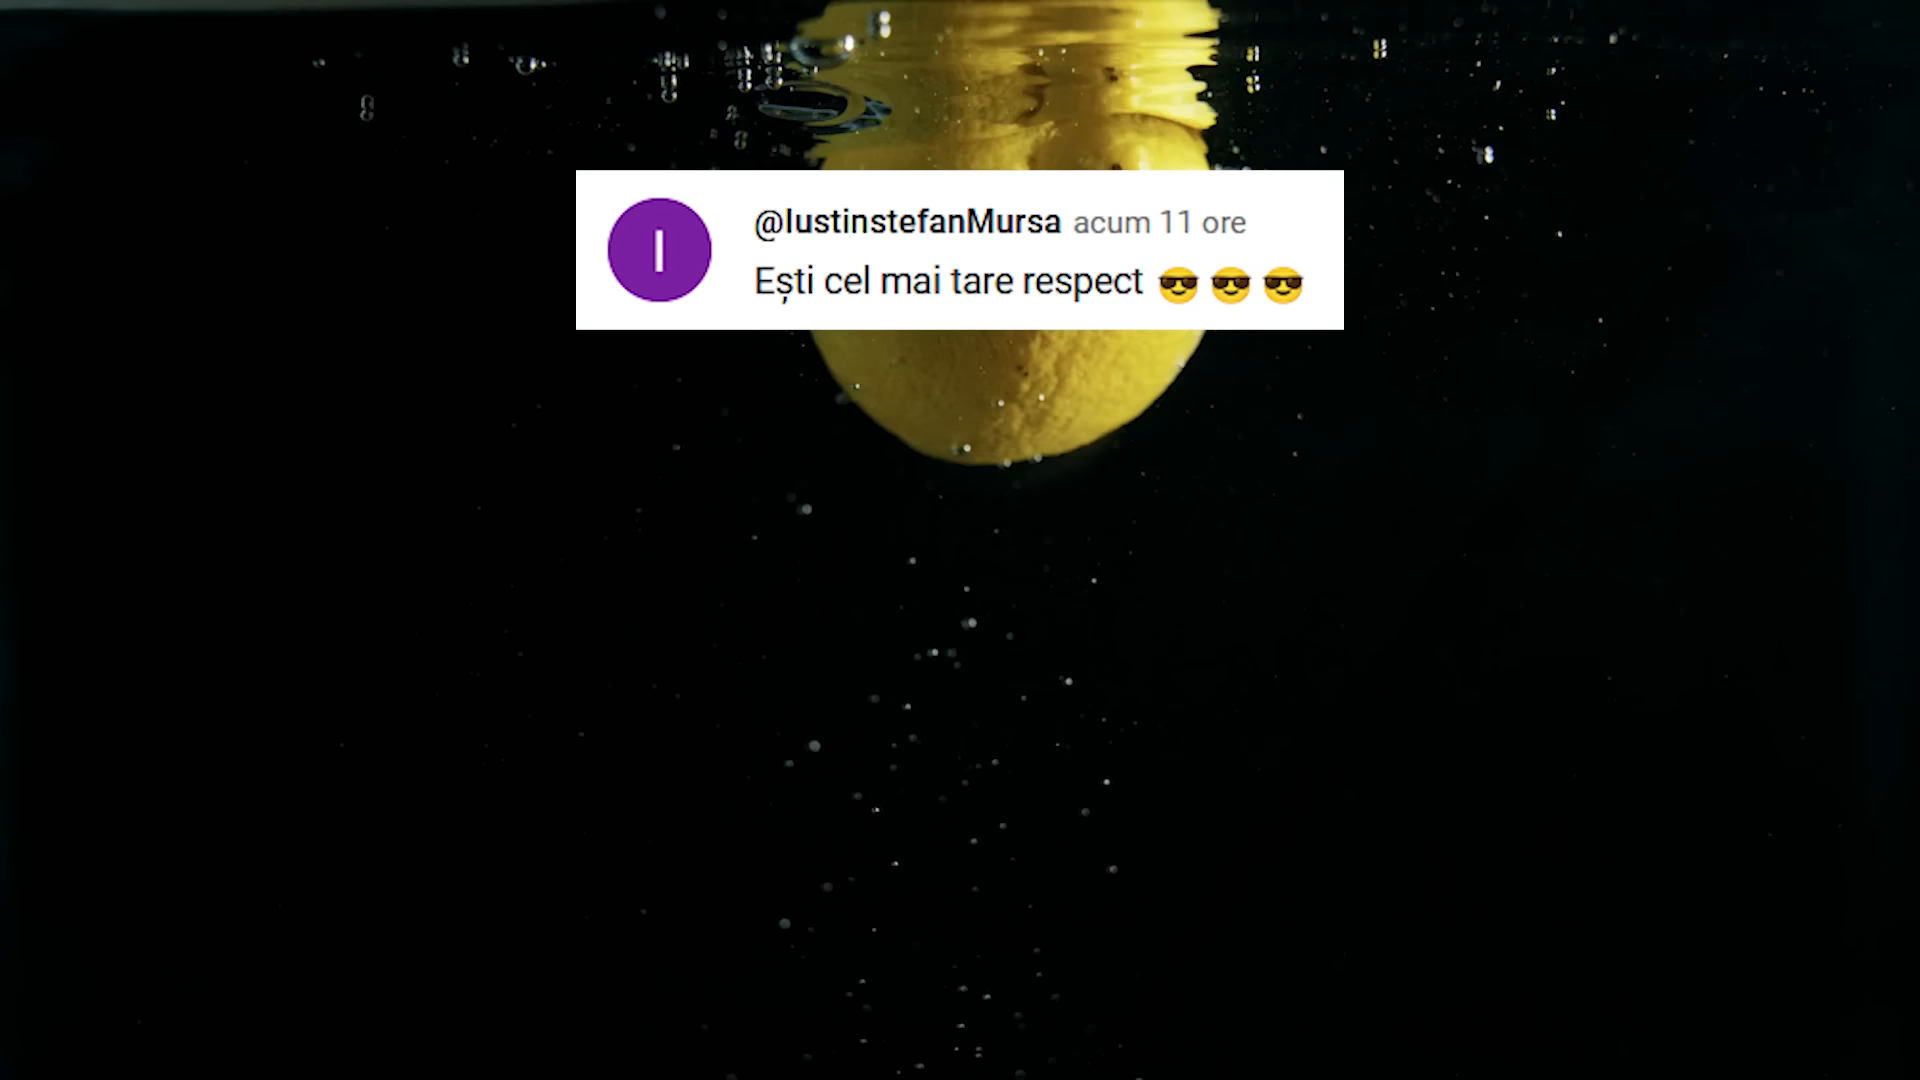 I
@IustinstefanMursa acum 11 ore
Ești cel mai tare respect 😎 😎 😎